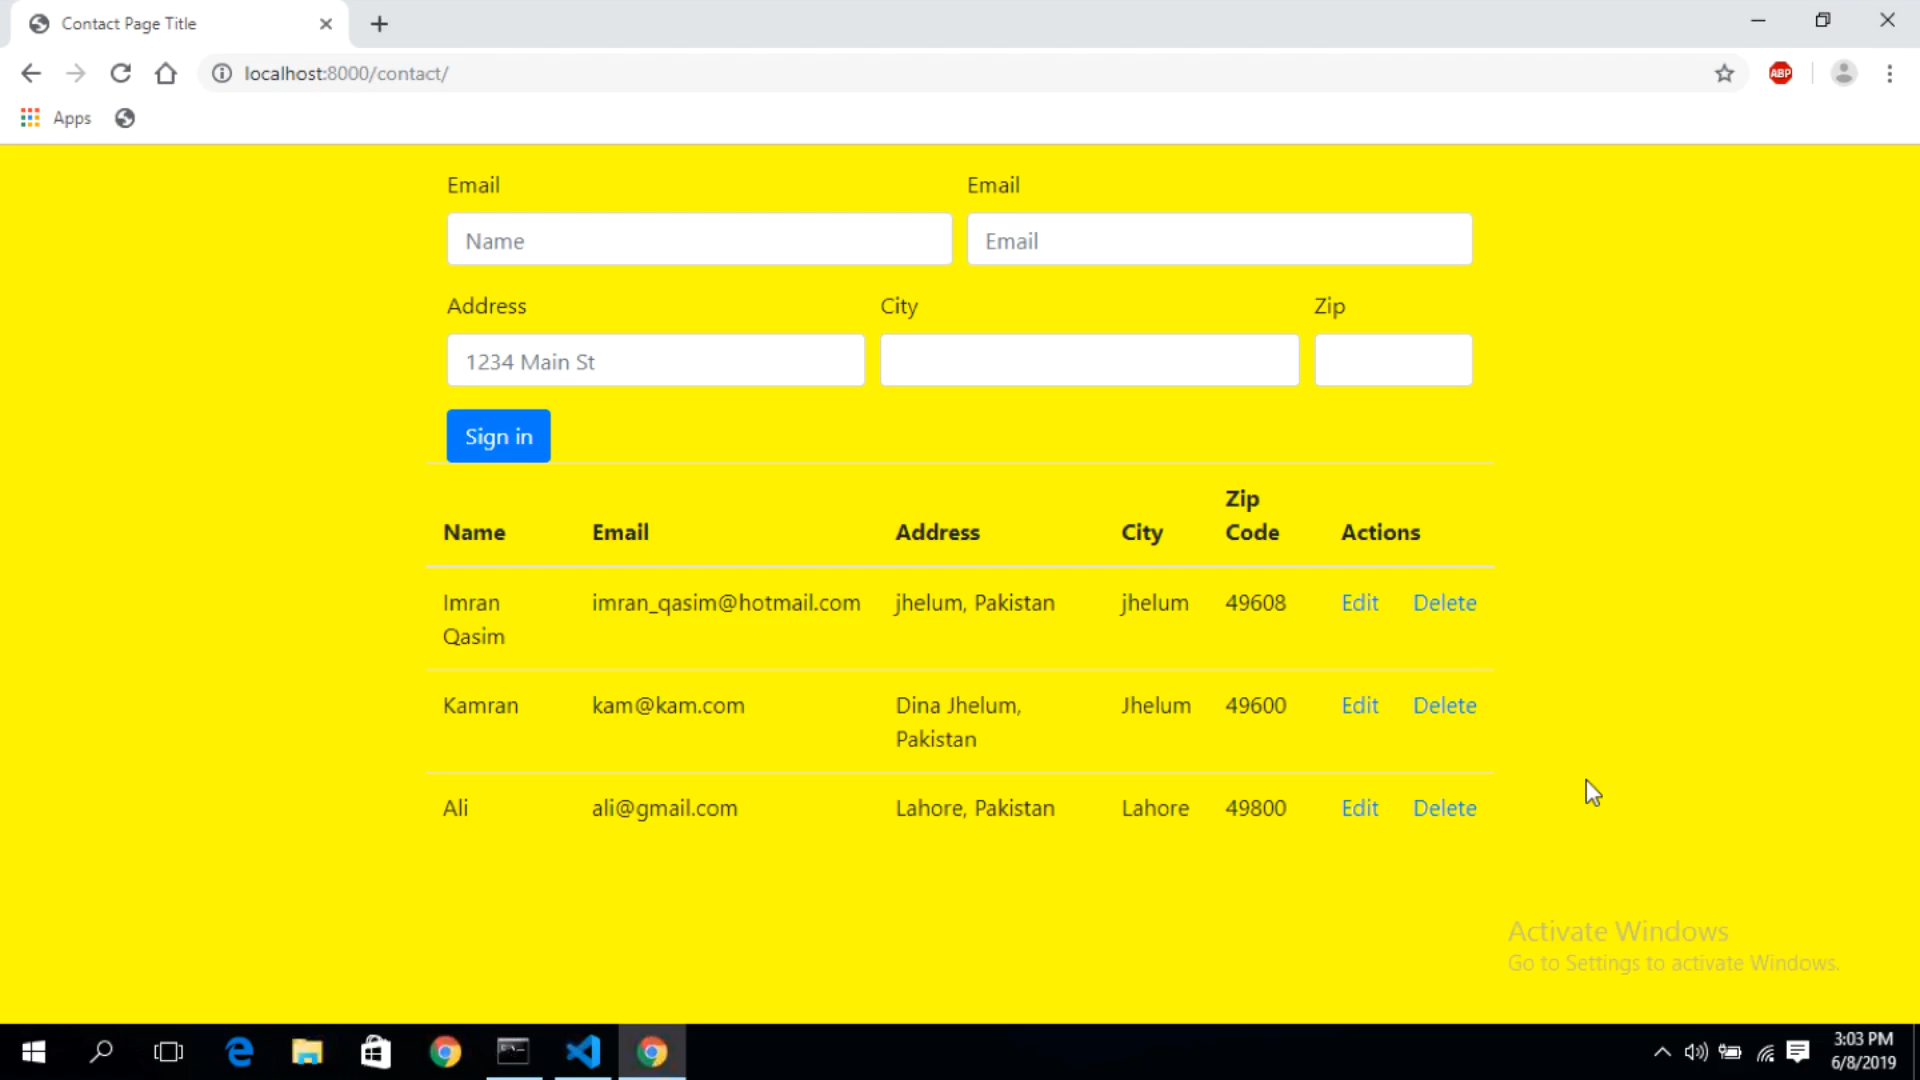 Contact Page Title
localhost:8000/contact/
ABP
Apps
Email Email
Name Email
Address City Zip
1234 Main St
Sign in
Name Email Address City Zip Code Actions
Imran Qasim imran_qasim@hotmail.com jhelum, Pakistan jhelum 49608 Edit Delete
Kamran kam@kam.com Dina Jhelum, Pakistan Jhelum 49600 Edit Delete
Ali ali@gmail.com Lahore, Pakistan Lahore 49800 Edit Delete
Activate Windows
Go to Settings to activate Windows.
3:03 PM
6/8/2019